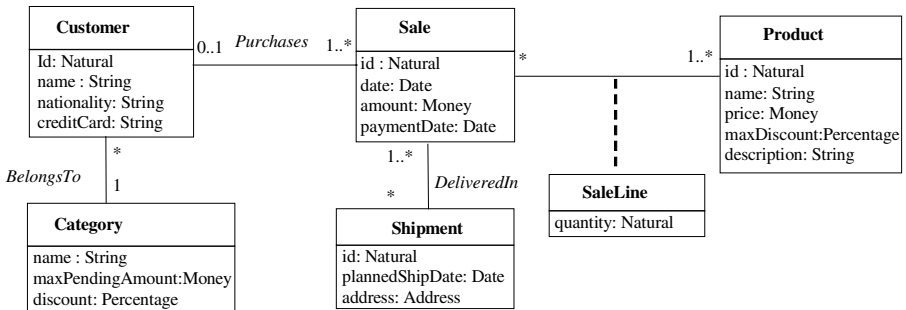 Customer
Id: Natural
name : String
nationality: String
creditCard: String
0..1
Purchases
1..*
Sale
id : Natural
date: Date
amount: Money
paymentDate: Date
*
1..*
Product
id : Natural
name: String
price: Money
maxDiscount:Percentage
description: String
*
BelongsTo
1
1..*
DeliveredIn
*
SaleLine
quantity: Natural
Category
name : String
maxPendingAmount:Money
discount: Percentage
Shipment
id: Natural
plannedShipDate: Date
address: Address